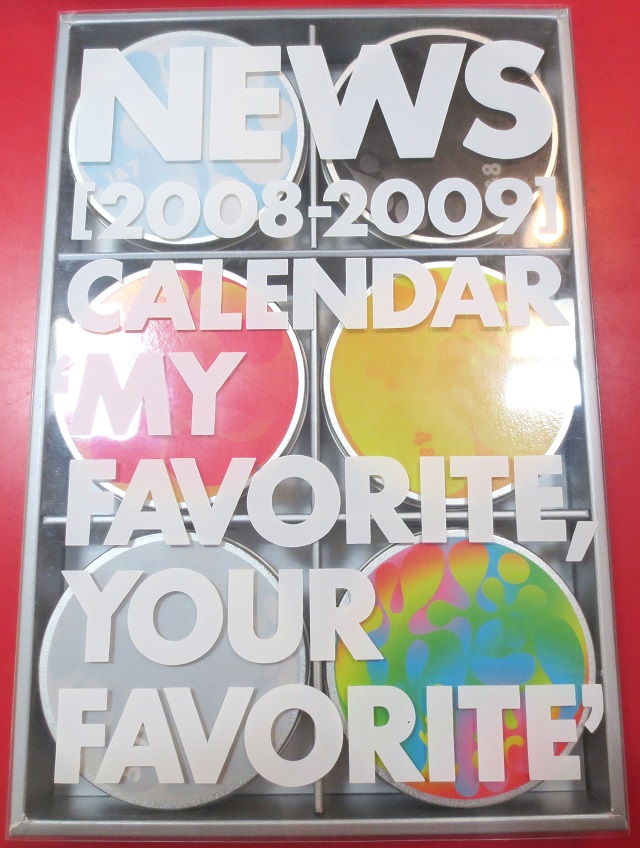 NEWS
[2008-2009]
CALENDAR
'MY
FAVORITE,
YOUR
FAVORITE'